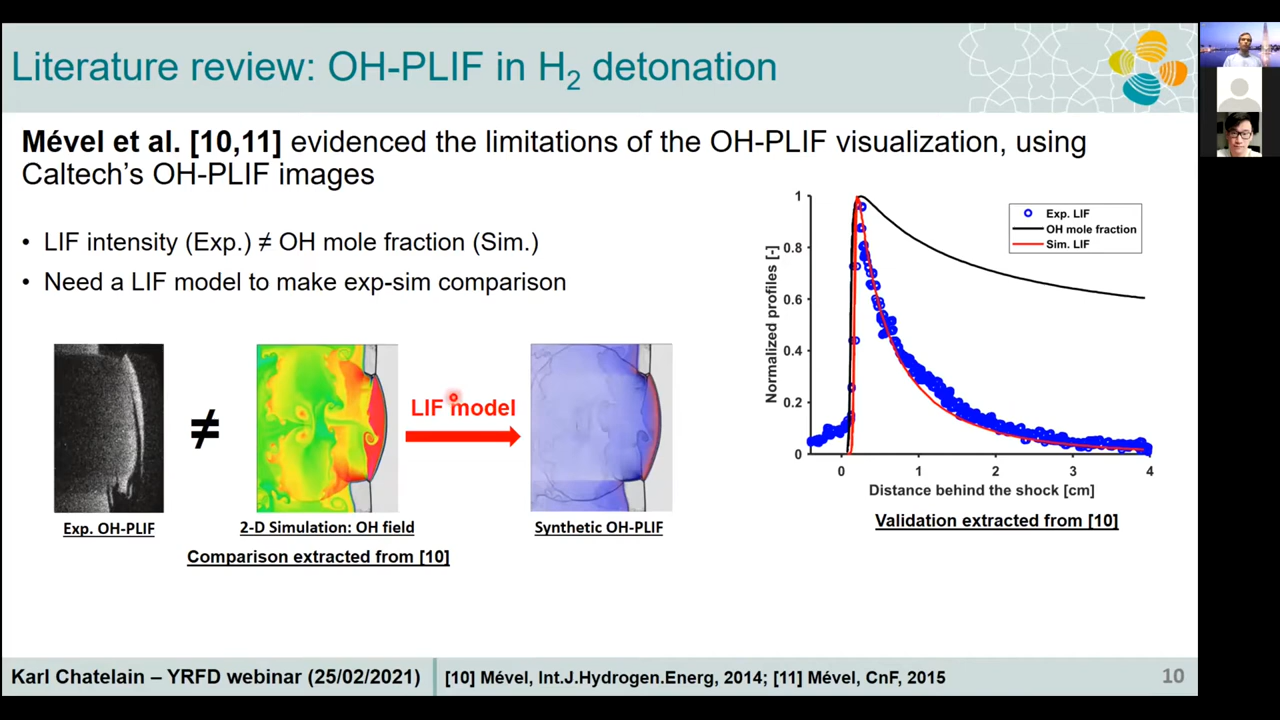 Literature review: OH-PLIF in H2 detonation
Mével et al. [10,11] evidenced the limitations of the OH-PLIF visualization, using
Caltech’s OH-PLIF images
• LIF intensity (Exp.) ≠ OH mole fraction (Sim.)
• Need a LIF model to make exp-sim comparison
≠
LIF model
Exp. OH-PLIF
2-D Simulation: OH field
Synthetic OH-PLIF
Comparison extracted from [10]
Normalized profiles [-]
1
0.8
0.6
0.4
0.2
0
Exp. LIF
OH mole fraction
Sim. LIF
0 1 2 3 4
Distance behind the shock [cm]
Validation extracted from [10]
Karl Chatelain – YRFD webinar (25/02/2021)
[10] Mével, Int.J.Hydrogen.Energ, 2014; [11] Mével, CnF, 2015
10